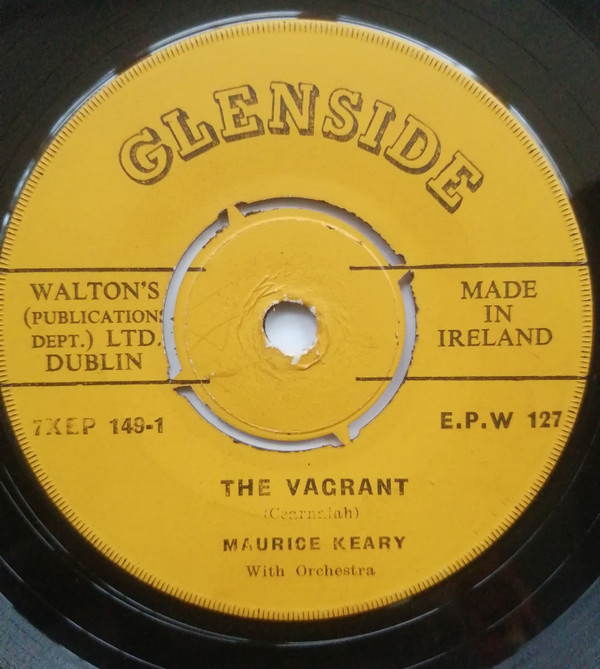 GLENSIDE
WALTON'S
(PUBLICATIONS
DEPT.) LTD.
DUBLIN
MADE
IN
IRELAND
7XEP 149-1
E.P.W 127
THE VAGRANT
MAURICE KEARY
With Orchestra